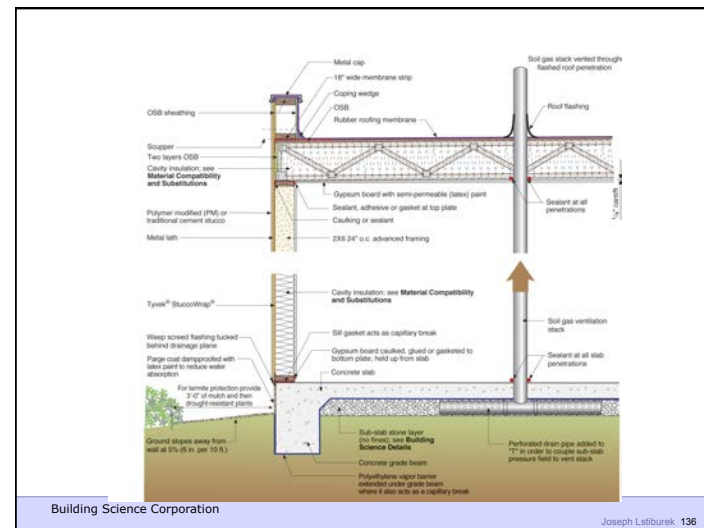 Metal cap
18" wide membrane strip
Coping wedge
OSB
Rubber roofing membrane
Soil gas stack vented through
flashed roof penetration
Roof flashing
OSB sheathing
Scupper
Two layers OSB
Cavity insulation; see
Material Compatibility
and Substitutions
Gypsum board with semi-permeable (latex) paint
Sealant, adhesive or gasket at top plate
Caulking or sealant
Sealant at all
penetrations
Polymer modified (PM) or
traditional cement stucco
Metal lath
2X6 24" o.c. advanced framing
Cavity insulation; see Material Compatibility
and Substitutions
Tyvek® StuccoWrap®
Sill gasket acts as capillary break
Gypsum board caulked, glued or gasketed to
bottom plate; held up from slab
Concrete slab
Soil gas ventilation
stack
Sealant at all slab
penetrations
Weep screed flashing tucked
behind drainage plane
Parge coat dampproofed with
latex paint to reduce water
absorption
For termite protection provide
3'-0" of mulch and then
drought-resistant plants
Ground slopes away from
wall at 5% (6 in. per 10 ft.)
Sub-slab stone layer
(no fines); see Building
Science Details
Concrete grade beam
Polyethylene vapor barrier
extended under grade beam
where it also acts as a capillary break
Perforated drain pipe added to
"T" in order to couple sub-slab
pressure field to vent stack
Building Science Corporation
Joseph Lstiburek 136